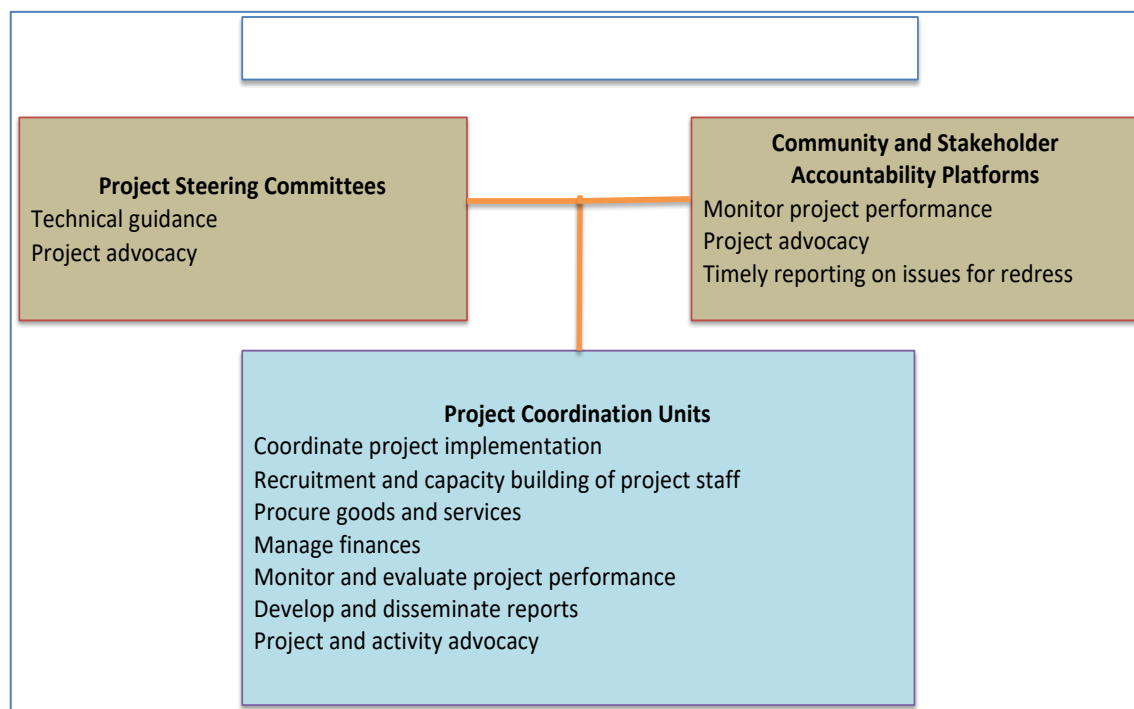 Project Steering Committees
Technical guidance
Project advocacy
Community and Stakeholder
Accountability Platforms
Monitor project performance
Project advocacy
Timely reporting on issues for redress
Project Coordination Units
Coordinate project implementation
Recruitment and capacity building of project staff
Procure goods and services
Manage finances
Monitor and evaluate project performance
Develop and disseminate reports
Project and activity advocacy